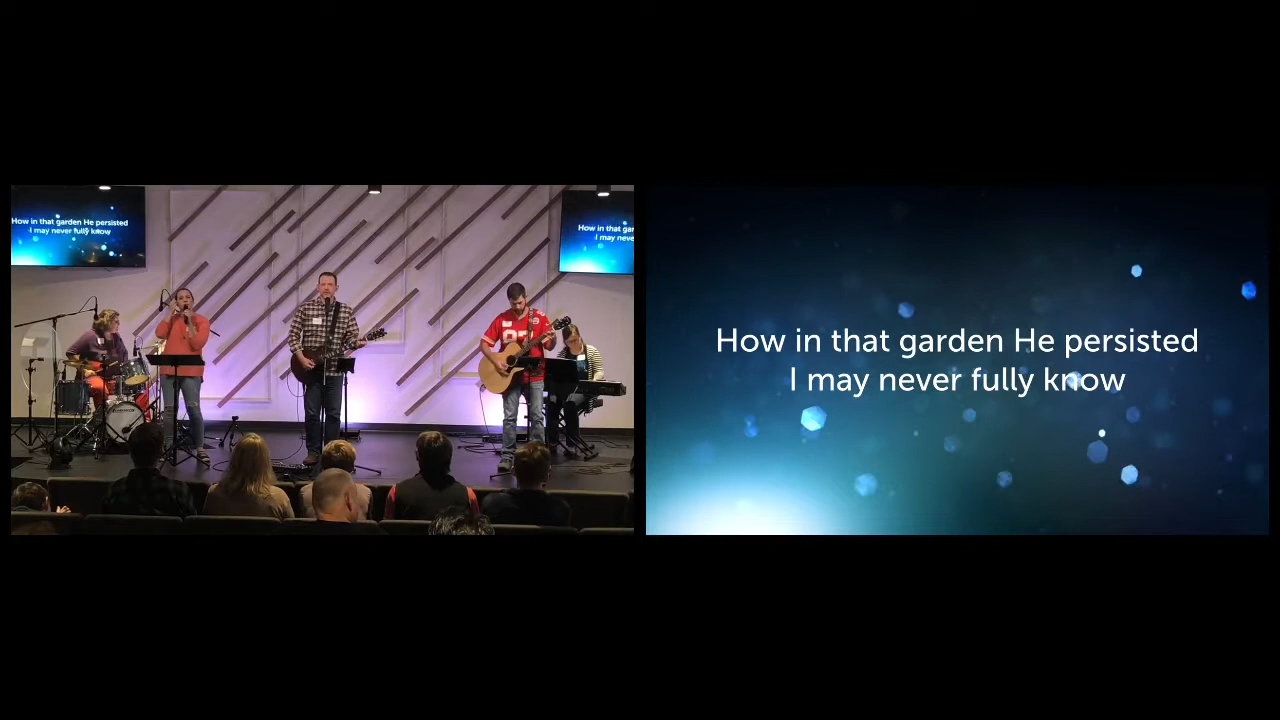 How in that garden He persisted
I may never fully know
How in that gar
I may neve
How in that garden He persisted
I may never fully know